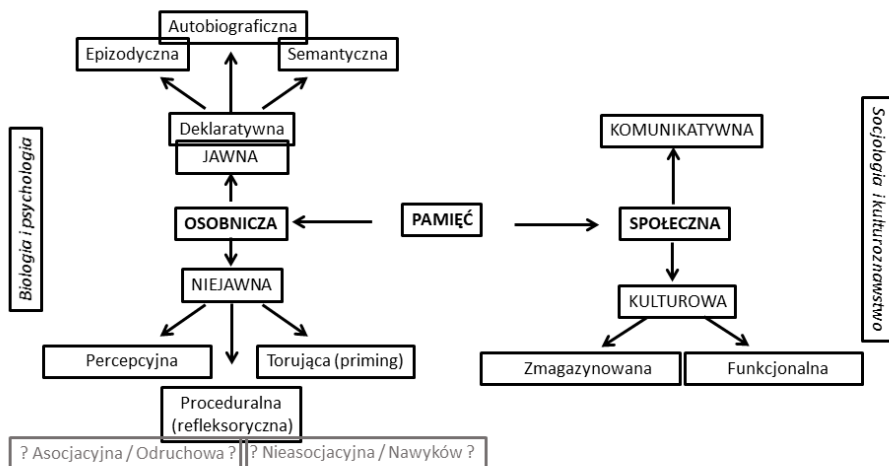 Autobiograficzna
Epizodyczna
Semantyczna
Deklaratywna
JAWNA
Biologia i psychologia
OSOBNICZA
PAMIĘĆ
NIEJAWNA
Percepcyjna
Torująca (priming)
Proceduralna
(refleksoryczna)
? Asocjacyjna / Odruchowa ?
? Nieasocjacyjna / Nawyków ?
KOMUNIKATYWNA
SPOŁECZNA
KULTUROWA
Zmagazynowana
Funkcjonalna
Socjologia i kulturoznawstwo